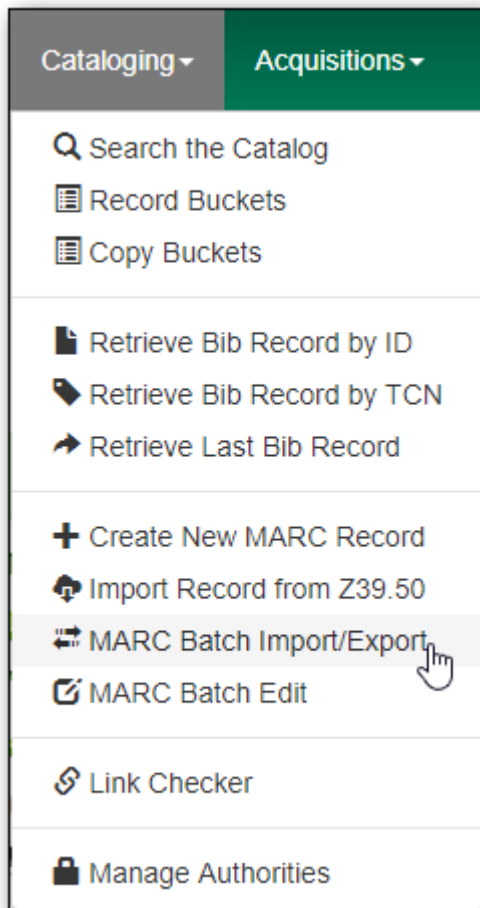 Cataloging Acquisitions
Search the Catalog
Record Buckets
Copy Buckets
Retrieve Bib Record by ID
Retrieve Bib Record by TCN
Retrieve Last Bib Record
Create New MARC Record
Import Record from Z39.50
MARC Batch Import/Export
MARC Batch Edit
Link Checker
Manage Authorities